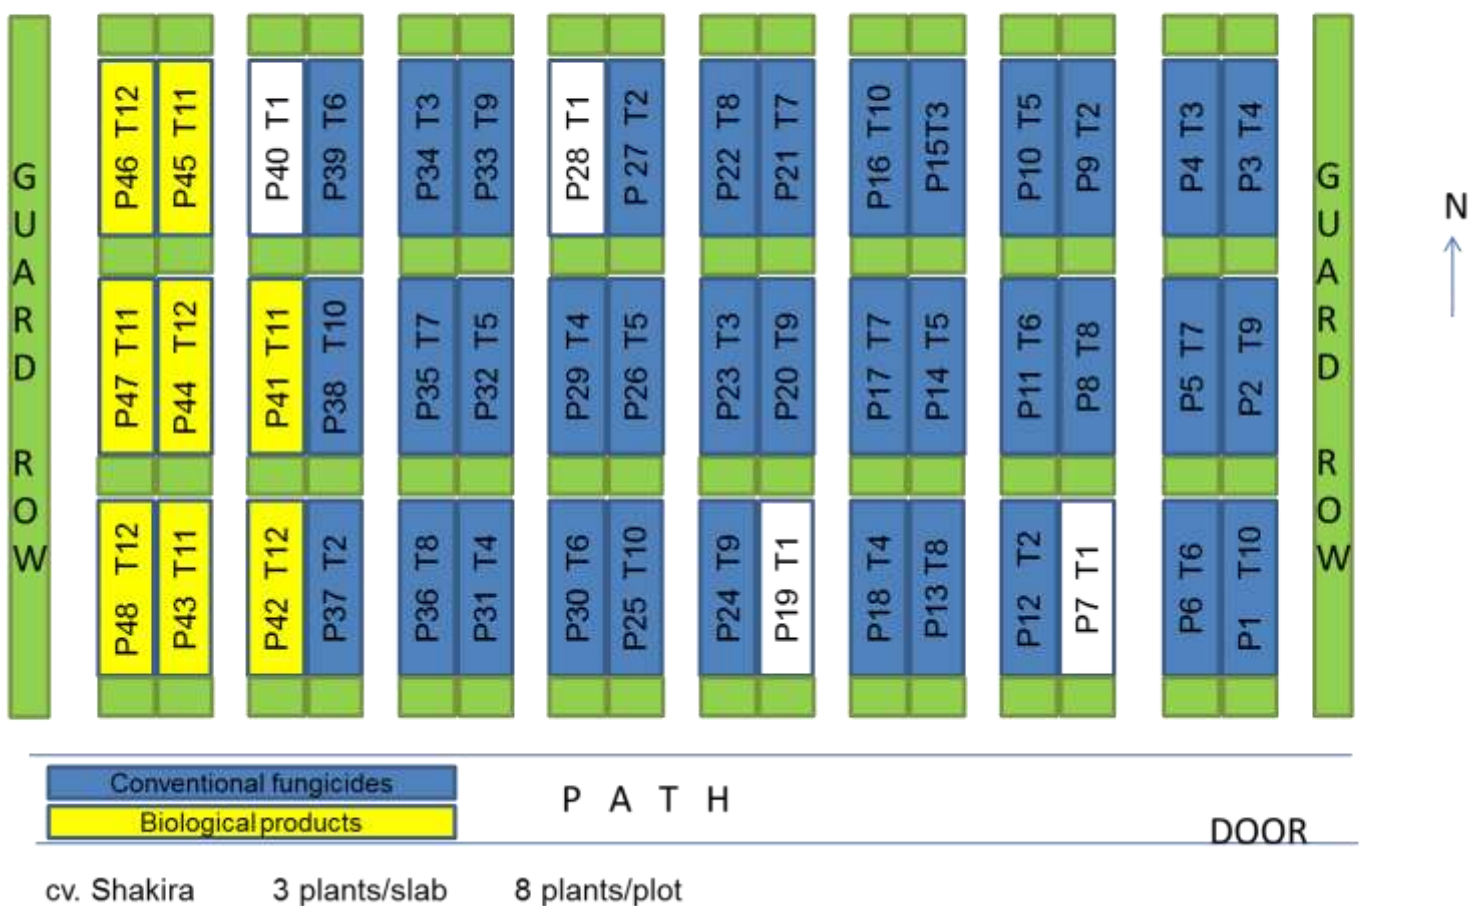 GUARD ROW
P46 T12
P45 T11
P40 T1
P39 T6
P34 T3
P33 T9
P28 T1
P 27 T2
P22 T8
P21 T7
P16 T10
P15T3
P10 T5
P9 T2
P4 T3
P3 T4
GUARD ROW
N
P47 T11
P44 T12
P41 T11
P38 T10
P35 T7
P32 T5
P29 T4
P26 T5
P23 T3
P20 T9
P17 T7
P14 T5
P11 T6
P8 T8
P5 T7
P2 T9
P48 T12
P43 T11
P42 T12
P37 T2
P36 T8
P31 T4
P30 T6
P25 T10
P24 T9
P19 T1
P18 T4
P13 T8
P12 T2
P7 T1
P6 T6
P1 T10
Conventional fungicides
Biological products
P A T H
DOOR
cv. Shakira 3 plants/slab 8 plants/plot